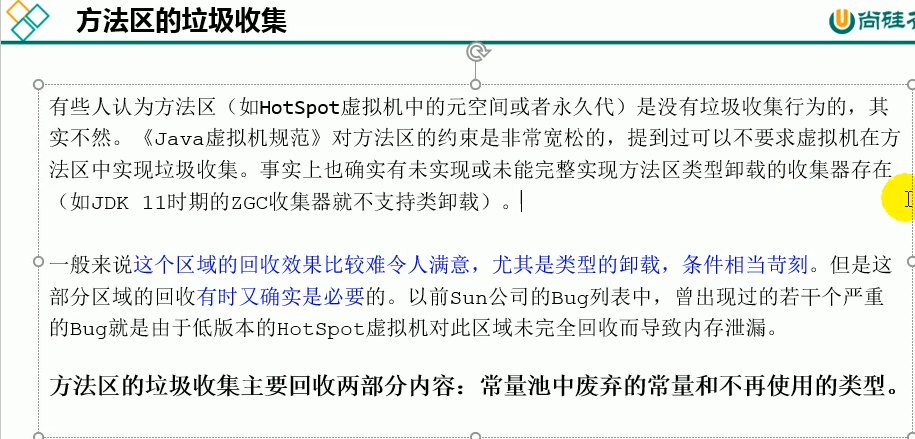 方法区的垃圾收集
尚硅
有些人认为方法区（如HotSpot虚拟机中的元空间或者永久代）是没有垃圾收集行为的，其
实不然。《Java虚拟机规范》对方法区的约束是非常宽松的，提到过可以不要求虚拟机在方
法区中实现垃圾收集。事实上也确实有未实现或未能完整实现方法区类型卸载的收集器存在
（如JDK 11时期的ZGC收集器就不支持类卸载）。
一般来说这个区域的回收效果比较难令人满意，尤其是类型的卸载，条件相当苛刻。但是这
部分区域的回收有时又确实是必要的。以前Sun公司的Bug列表中，曾出现过的若干个严重
的Bug就是由于低版本的HotSpot虚拟机对此区域未完全回收而导致内存泄漏。
方法区的垃圾收集主要回收两部分内容：常量池中废弃的常量和不再使用的类型。